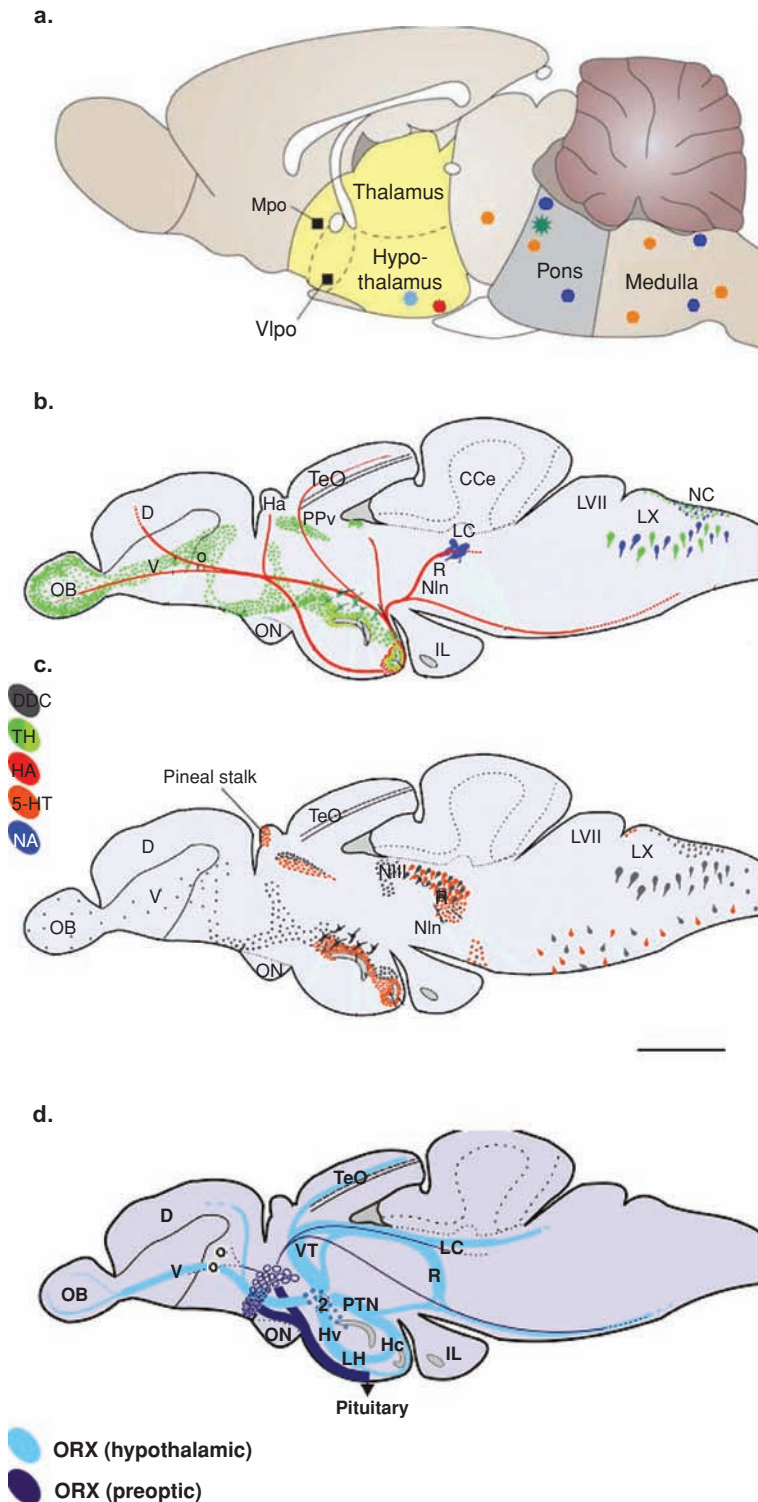 a.
Mpo
Thalamus
Hypo-
thalamus
Vlpo
Pons
Medulla
b.
D
Ha
TeO
PPv
CCe
LC
LVII
LX
NC
OB
V
o
R
Nln
ON
IL
c.
DDC
TH
HA
5-HT
NA
Pineal stalk
TeO
D
V
OB
NIII
R
Nln
ON
LVII
LX
d.
TeO
D
VT
LC
V
OB
R
2
PTN
ON
Hv
Hc
LH
IL
Pituitary
ORX (hypothalamic)
ORX (preoptic)